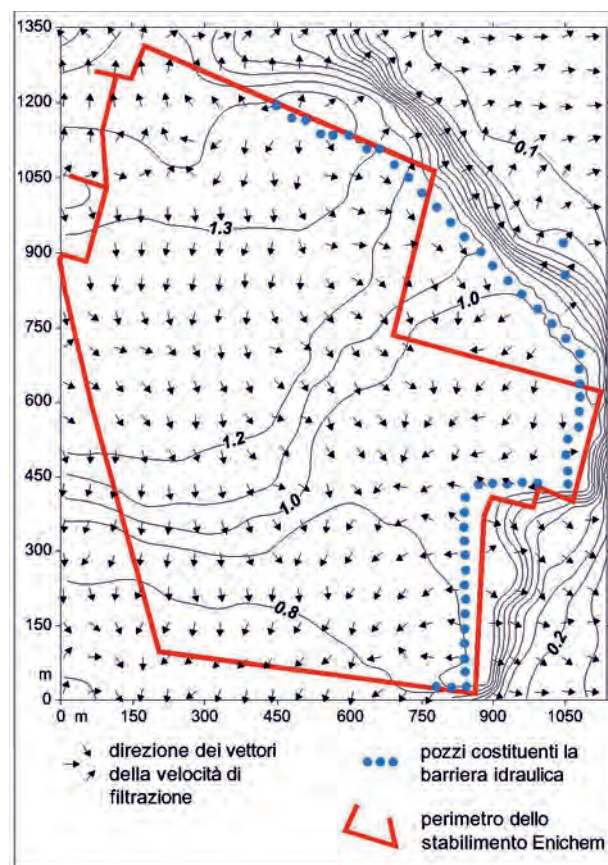 1350
1200
1050
900
750
600
450
300
150
m
0
0 m 150 300 450 600 750 900 1050
0.1
1.3
1.0
1.2
1.0
0.8
0.2
direzione dei vettori
della velocità di
filtrazione
pozzi costituenti la
barriera idraulica
perimetro dello
stabilimento Enichem